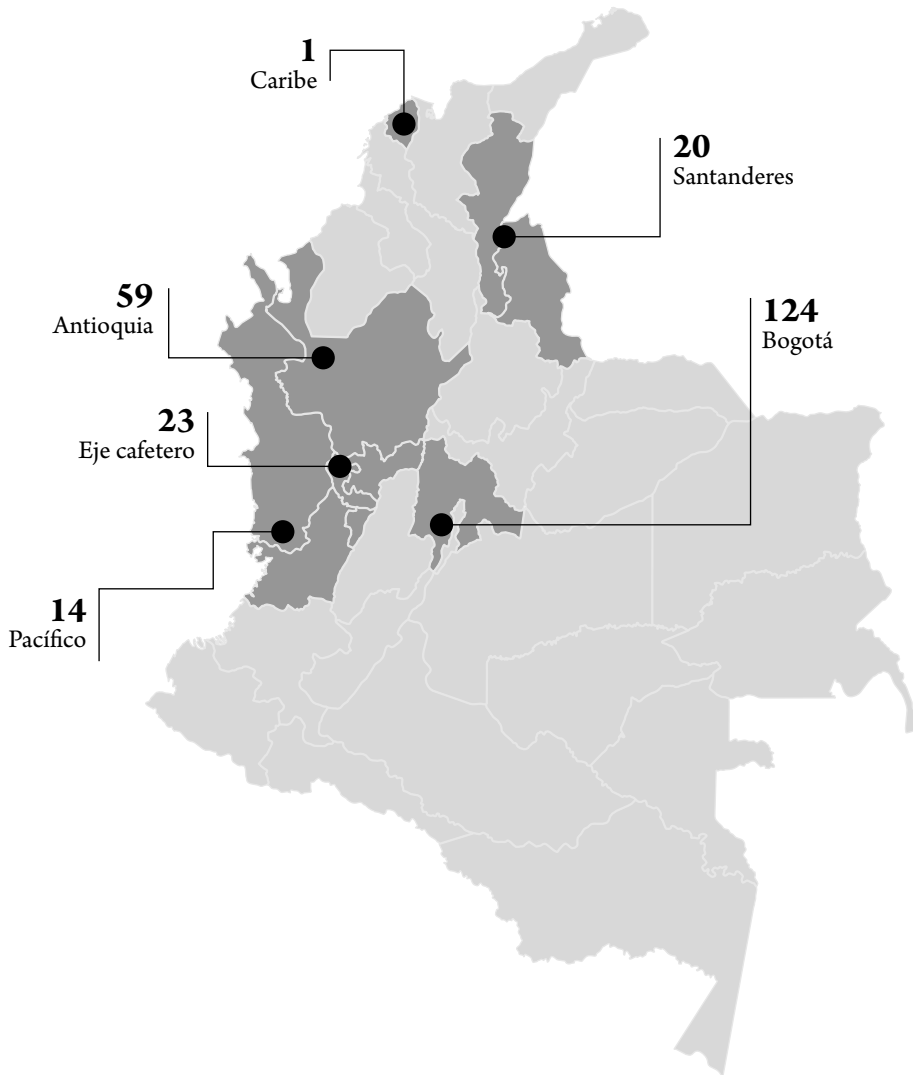 1
Caribe
20
Santanderes
59
Antioquia
124
Bogotá
23
Eje cafetero
14
Pacífico